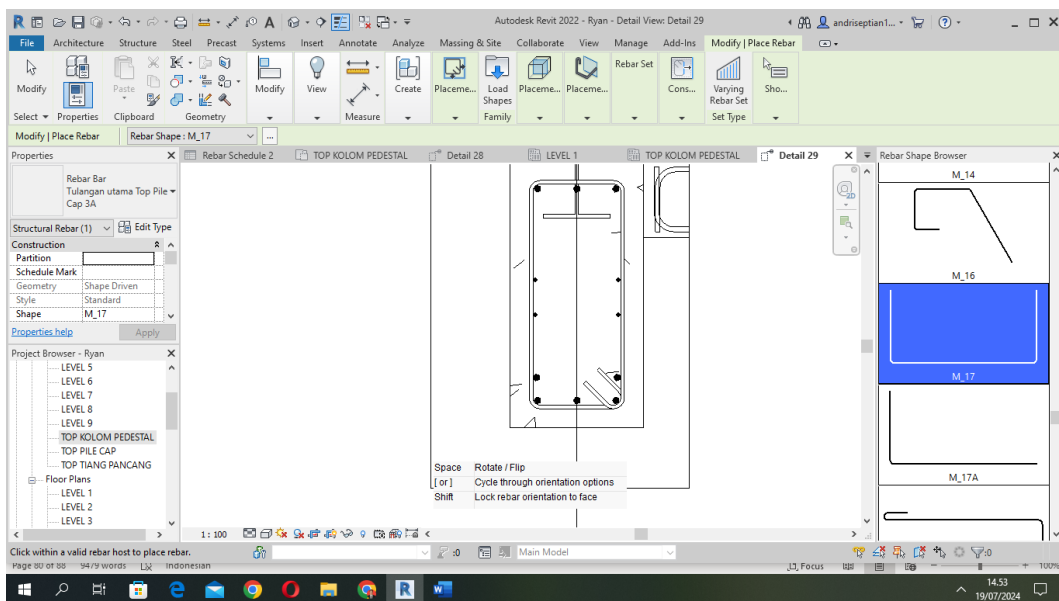 Autodesk Revit 2022 - Ryan - Detail View: Detail 29
andriseptian1...
File Architecture Structure Steel Precast Systems Insert Annotate Analyze Massing & Site Collaborate View Manage Add-Ins Modify | Place Rebar
Modify Paste Modify View Create Placeme... Load Shapes Placeme... Placeme... Rebar Set Cons... Varying Rebar Set Sho...
Select Properties Clipboard Geometry Measure Family Set Type
Modify | Place Rebar Rebar Shape : M_17 ...
Properties
Rebar Schedule 2 TOP KOLOM PEDESTAL Detail 28 LEVEL 1 TOP KOLOM PEDESTAL Detail 29
Rebar Shape Browser
Rebar Bar
Tulangan utama Top Pile
Cap 3A
Structural Rebar (1) Edit Type
Construction
Partition
Schedule Mark
Geometry Shape Driven
Style Standard
Shape M_17
Properties help Apply
Project Browser - Ryan
LEVEL 5
LEVEL 6
LEVEL 7
LEVEL 8
LEVEL 9
TOP KOLOM PEDESTAL
TOP PILE CAP
TOP TIANG PANCANG
Floor Plans
LEVEL 1
LEVEL 2
LEVEL 3
2D
Space Rotate / Flip
[ or ] Cycle through orientation options
Shift Lock rebar orientation to face
M_14
M_16
M_17
M_17A
1 : 100
Click within a valid rebar host to place rebar.
:0 Main Model
:0
Page 80 of 88 9479 words Indonesian
Focus
100%
14.53
19/07/2024